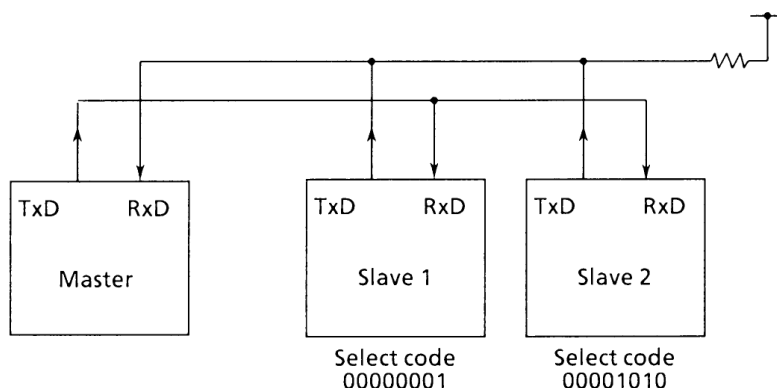 TxD RxD
Master
TxD RxD
Slave 1
Select code
00000001
TxD RxD
Slave 2
Select code
00001010